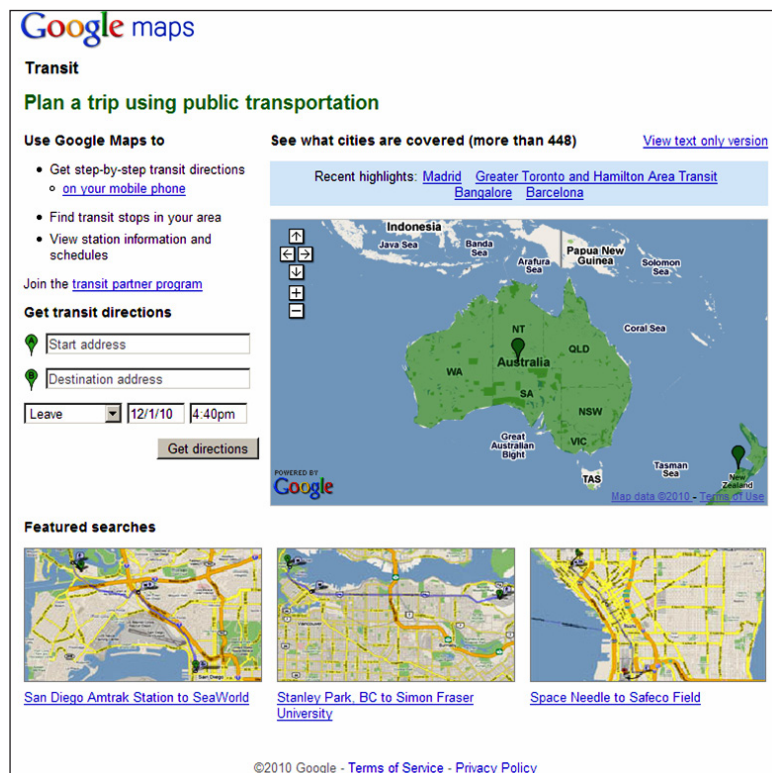 Google maps
Transit
Plan a trip using public transportation
Use Google Maps to
Get step-by-step transit directions
on your mobile phone
Find transit stops in your area
View station information and
schedules
Join the transit partner program
Get transit directions
A
Start address
B
Destination address
Leave 12/1/10 4:40pm
Get directions
See what cities are covered (more than 448) View text only version
Recent highlights: Madrid Greater Toronto and Hamilton Area Transit
Bangalore Barcelona
Indonesia
Java Sea
Banda
Sea
Arafura
Sea
Papua New
Guinea
Solomon
Sea
Coral Sea
NT
Australia
QLD
WA
SA
NSW
VIC
Great
Australian
Bight
TAS
Tasman
Sea
New
Zealand
POWERED BY
Google
Map data ©2010 - Terms of Use
Featured searches
Vancouver
Burnaby
San Diego
San Diego Amtrak Station to SeaWorld
Stanley Park, BC to Simon Fraser
University
Space Needle to Safeco Field
©2010 Google - Terms of Service - Privacy Policy